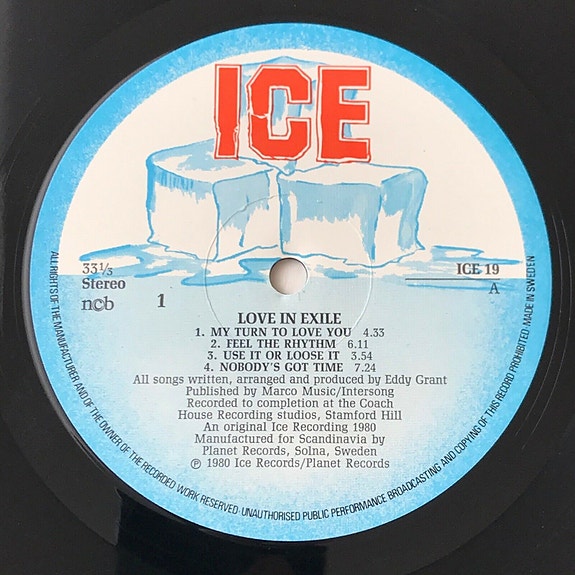 ICE
33⅓
Stereo
ncb
1
ICE 19
A
LOVE IN EXILE
1. MY TURN TO LOVE YOU 4.33
2. FEEL THE RHYTHM 6.11
3. USE IT OR LOOSE IT 3.54
4. NOBODY'S GOT TIME 7.24
All songs written, arranged and produced by Eddy Grant
Published by Marco Music/Intersong
Recorded to completion at the Coach
House Recording studios, Stamford Hill
An original Ice Recording 1980
Manufactured for Scandinavia by
Planet Records, Solna, Sweden
℗ 1980 Ice Records/Planet Records
ALL RIGHTS OF THE MANUFACTURER AND OF THE OWNER OF THE RECORDED WORK RESERVED · UNAUTHORISED PUBLIC PERFORMANCE BROADCASTING AND COPYING OF THIS RECORD PROHIBITED · MADE IN SWEDEN